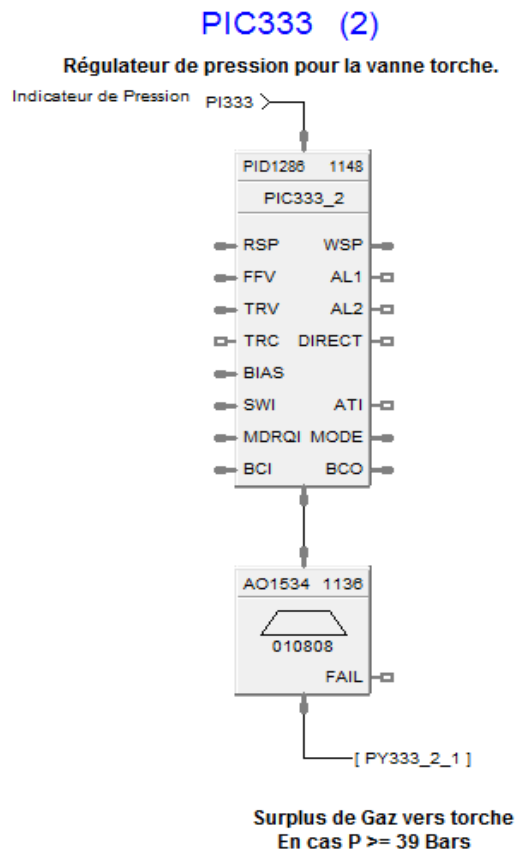 PIC333 (2)
Régulateur de pression pour la vanne torche.
Indicateur de Pression PI333
PID1286 1148
PIC333_2
RSP WSP
FFV AL1
TRV AL2
TRC DIRECT
BIAS
SWI ATI
MDRQI MODE
BCI BCO
AO1534 1136
010808
FAIL
[ PY333_2_1 ]
Surplus de Gaz vers torche
En cas P >= 39 Bars